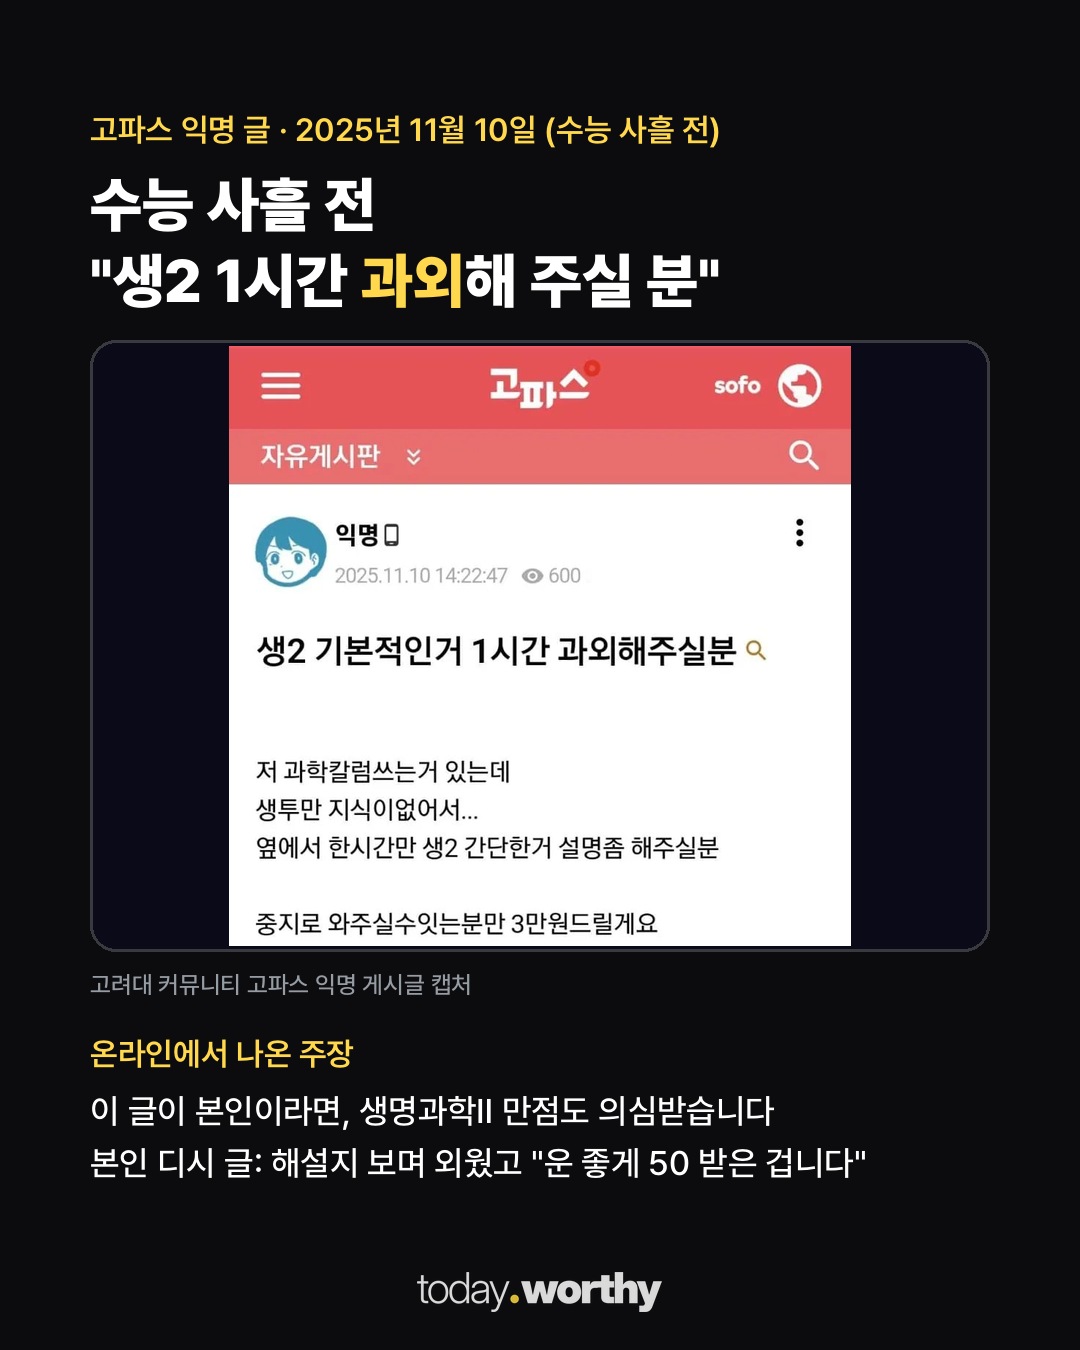 고파스 익명 글 · 2025년 11월 10일 (수능 사흘 전)
수능 사흘 전
"생2 1시간 과외해 주실 분"
고파스
sofo
자유게시판
익명
2025.11.10 14:22:47 600
생2 기본적인거 1시간 과외해주실분
저 과학칼럼쓰는거 있는데
생투만 지식이없어서...
옆에서 한시간만 생2 간단한거 설명좀 해주실분
중지로 와주실수잇는분만 3만원드릴게요
고려대 커뮤니티 고파스 익명 게시글 캡처
온라인에서 나온 주장
이 글이 본인이라면, 생명과학II 만점도 의심받습니다
본인 디시 글: 해설지 보며 외웠고 "운 좋게 50 받은 겁니다"
today.worthy